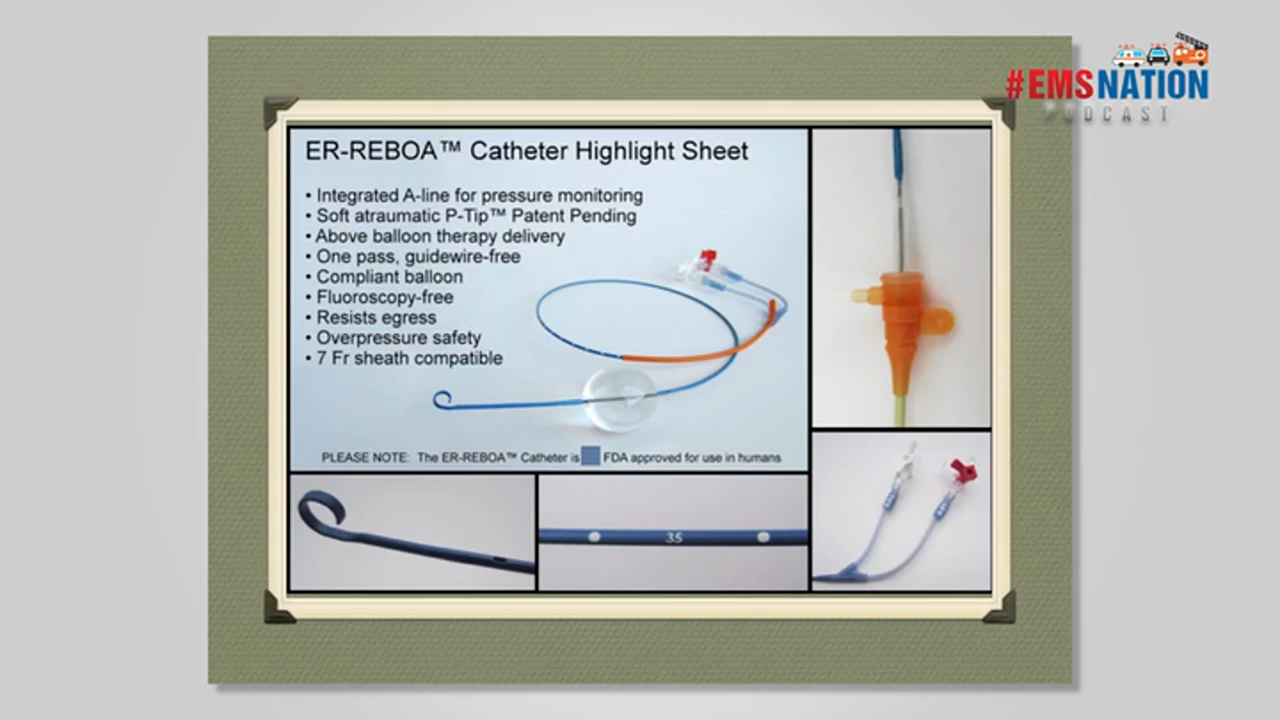 #EMSNATION
PODCAST
ER-REBOA™ Catheter Highlight Sheet
• Integrated A-line for pressure monitoring
• Soft atraumatic P-Tip™ Patent Pending
• Above balloon therapy delivery
• One pass, guidewire-free
• Compliant balloon
• Fluoroscopy-free
• Resists egress
• Overpressure safety
• 7 Fr sheath compatible
PLEASE NOTE: The ER-REBOA™ Catheter is FDA approved for use in humans
35